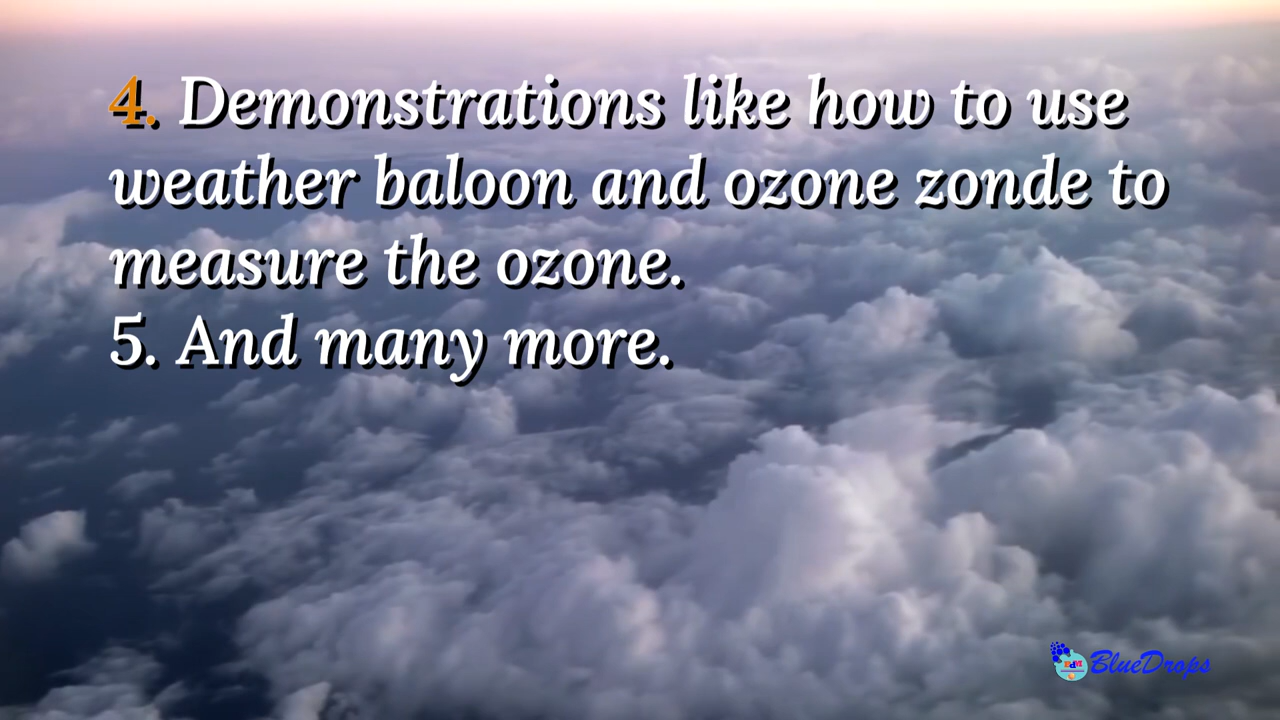 4. Demonstrations like how to use
weather baloon and ozone zonde to
measure the ozone.
5. And many more.
BlueDrops